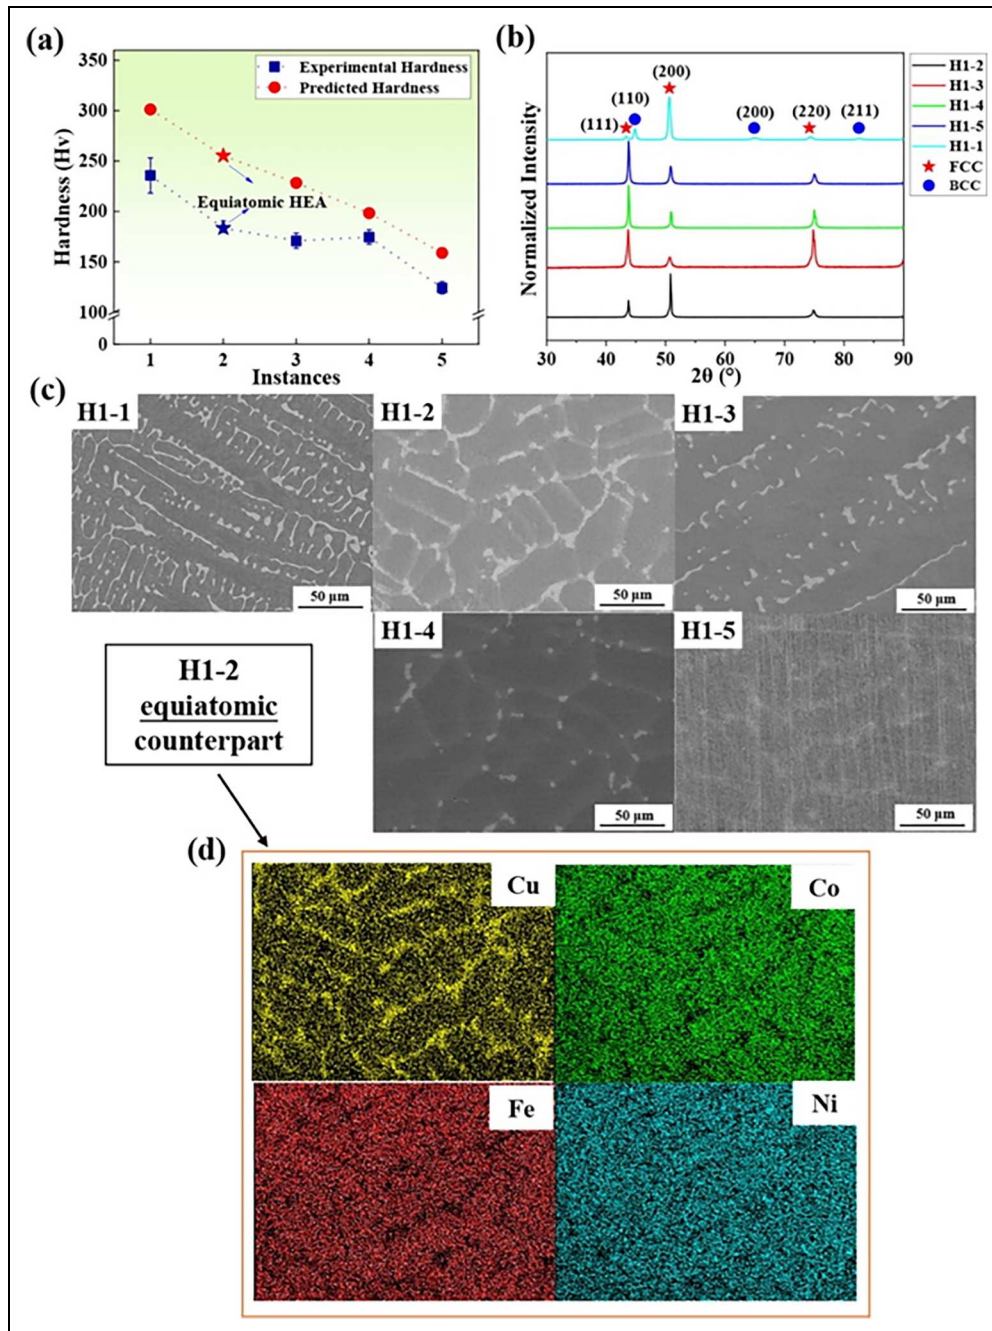 (a)
350
300
250
200
150
100
0
Hardness (Hv)
Experimental Hardness
Predicted Hardness
Equiatomic HEA
1 2 3 4 5
Instances
(b)
Normalized Intensity
(111)
(110)
(200)
(200)
(220)
(211)
H1-2
H1-3
H1-4
H1-5
H1-1
FCC
BCC
30 40 50 60 70 80 90
2θ (°)
(c)
H1-1
50 μm
H1-2
50 μm
H1-3
50 μm
H1-4
50 μm
H1-5
50 μm
H1-2
equiatomic
counterpart
(d)
Cu
Co
Fe
Ni